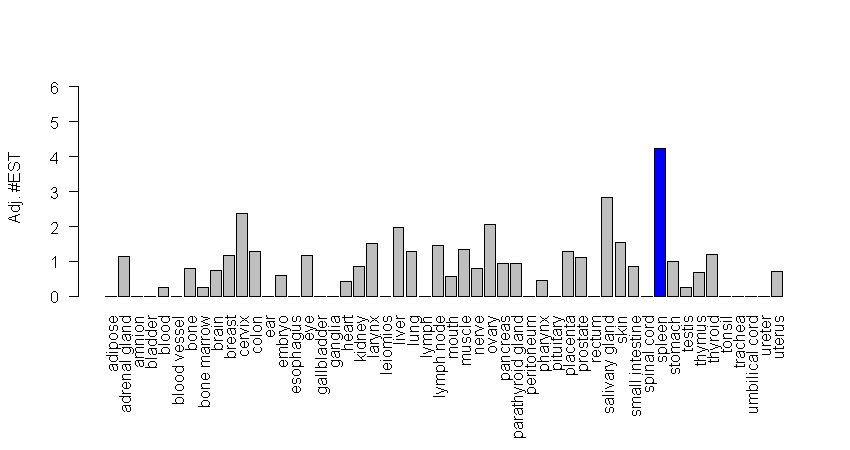 Adj. #EST
6
5
4
3
2
1
0
adipose
adrenal gland
amnion
bladder
blood
blood vessel
bone
bone marrow
brain
breast
cervix
colon
ear
embryo
esophagus
eye
gallbladder
ganglia
heart
kidney
larynx
leiomios
liver
lung
lymph
lymph node
mouth
muscle
nerve
ovary
pancreas
parathyroid gland
peritoneum
pharynx
pituitary
placenta
prostate
rectum
salivary gland
skin
small intestine
spinal cord
spleen
stomach
testis
thymus
thyroid
tonsil
trachea
umbilical cord
ureter
uterus